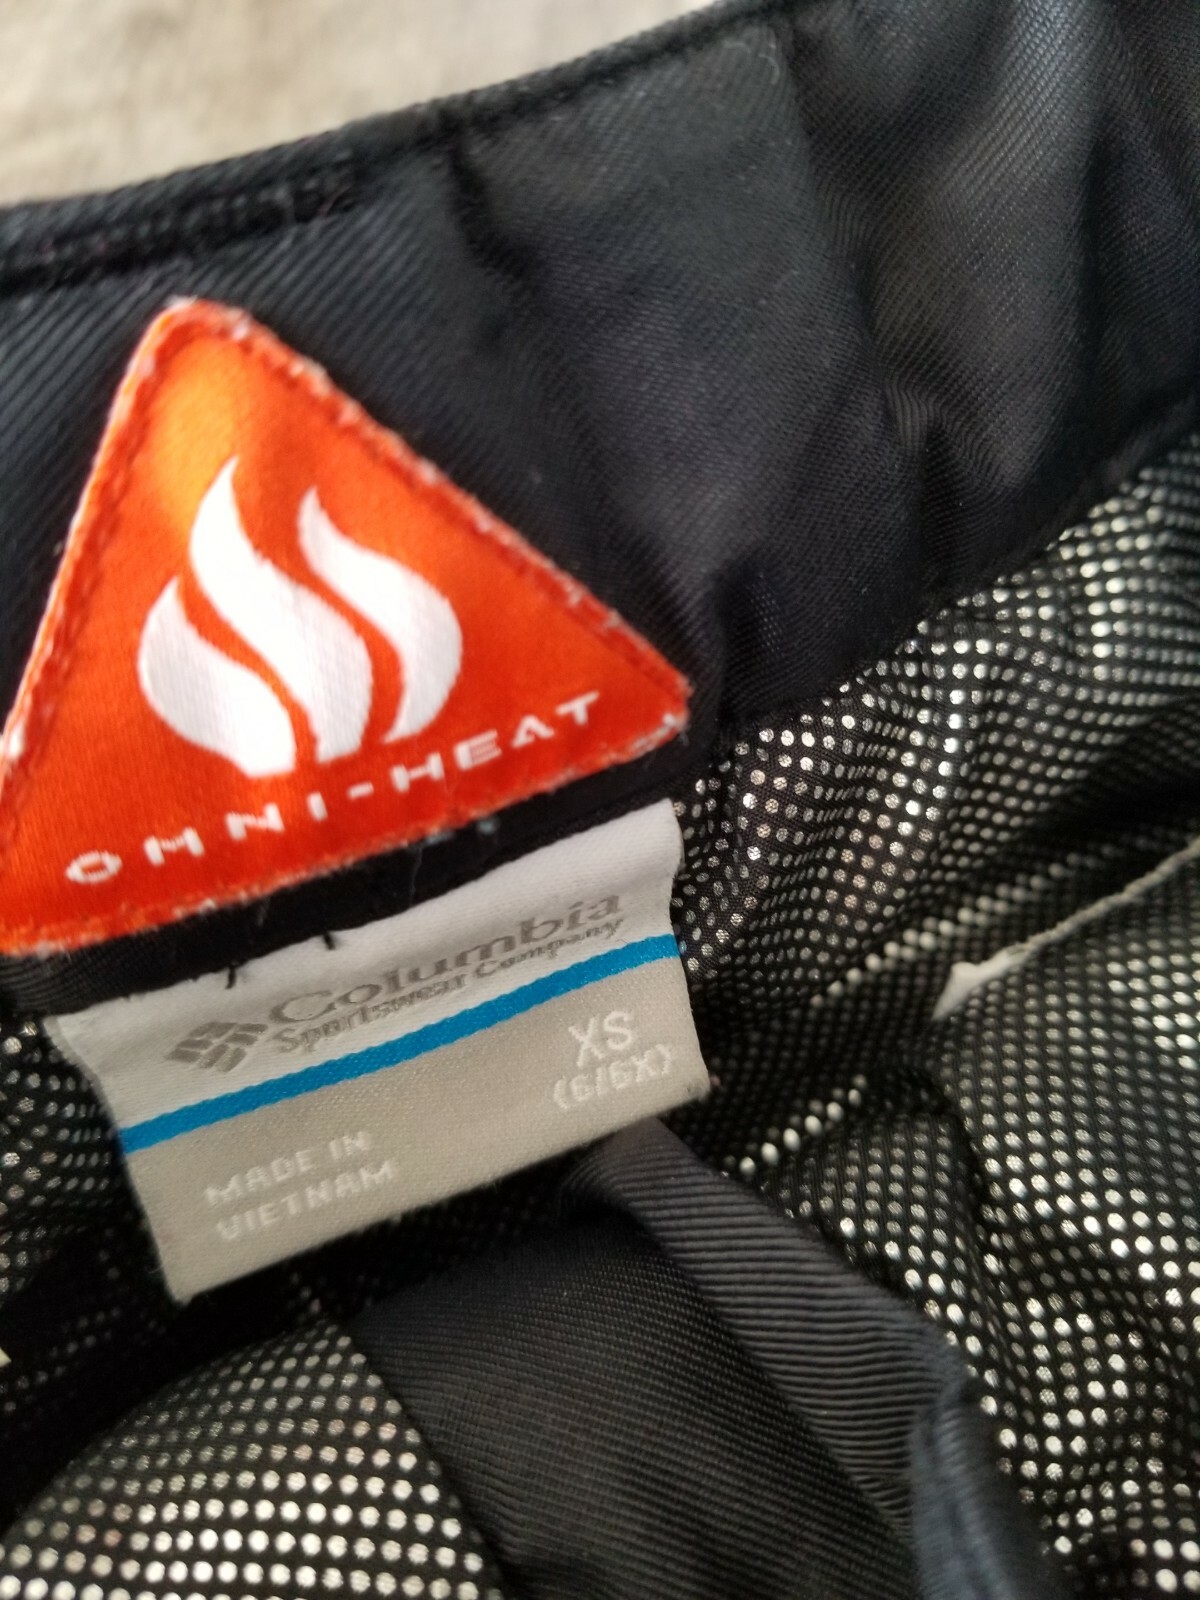 OMNI-HEAT
Columbia
Sportswear Company
XS
(6/6X)
MADE IN
VIETNAM